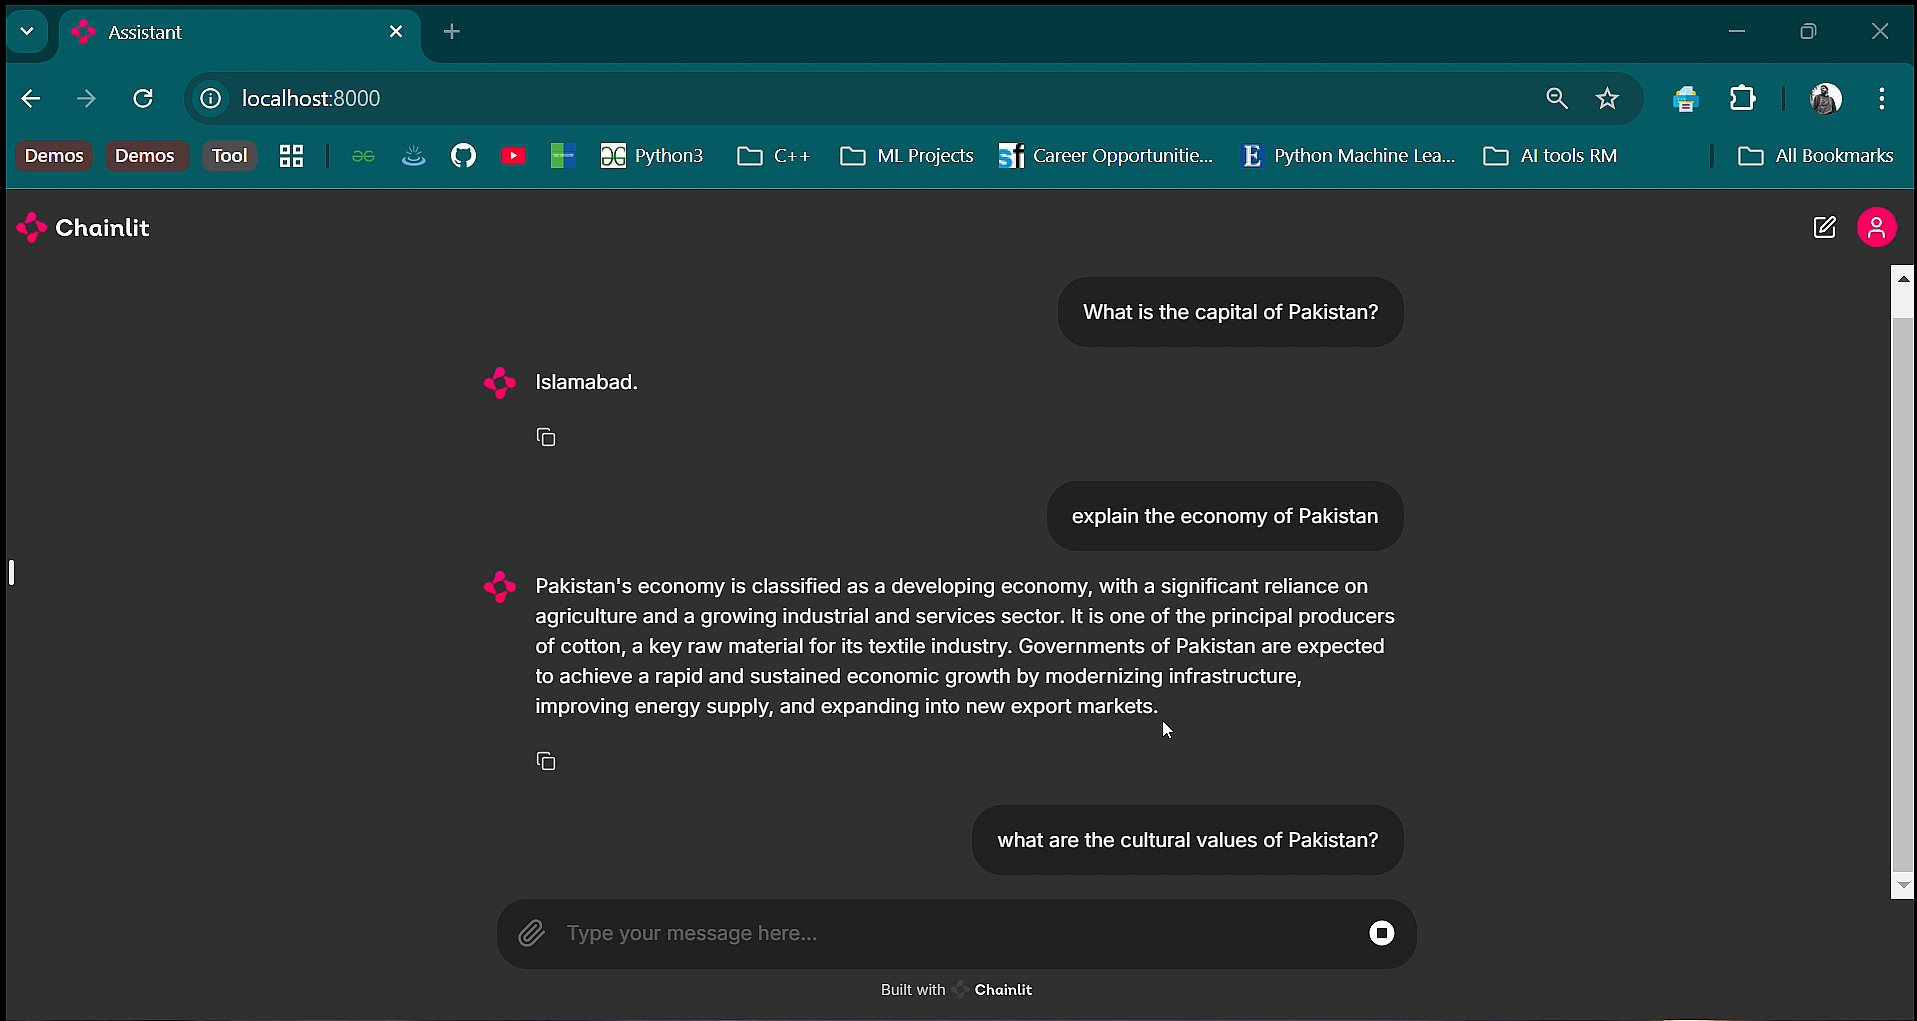 Assistant
localhost:8000
Demos Demos Tool Python3 C++ ML Projects sf Career Opportunitie... E Python Machine Lea... AI tools RM All Bookmarks
Chainlit
What is the capital of Pakistan?
Islamabad.
explain the economy of Pakistan
Pakistan's economy is classified as a developing economy, with a significant reliance on
agriculture and a growing industrial and services sector. It is one of the principal producers
of cotton, a key raw material for its textile industry. Governments of Pakistan are expected
to achieve a rapid and sustained economic growth by modernizing infrastructure,
improving energy supply, and expanding into new export markets.
what are the cultural values of Pakistan?
Type your message here...
Built with Chainlit